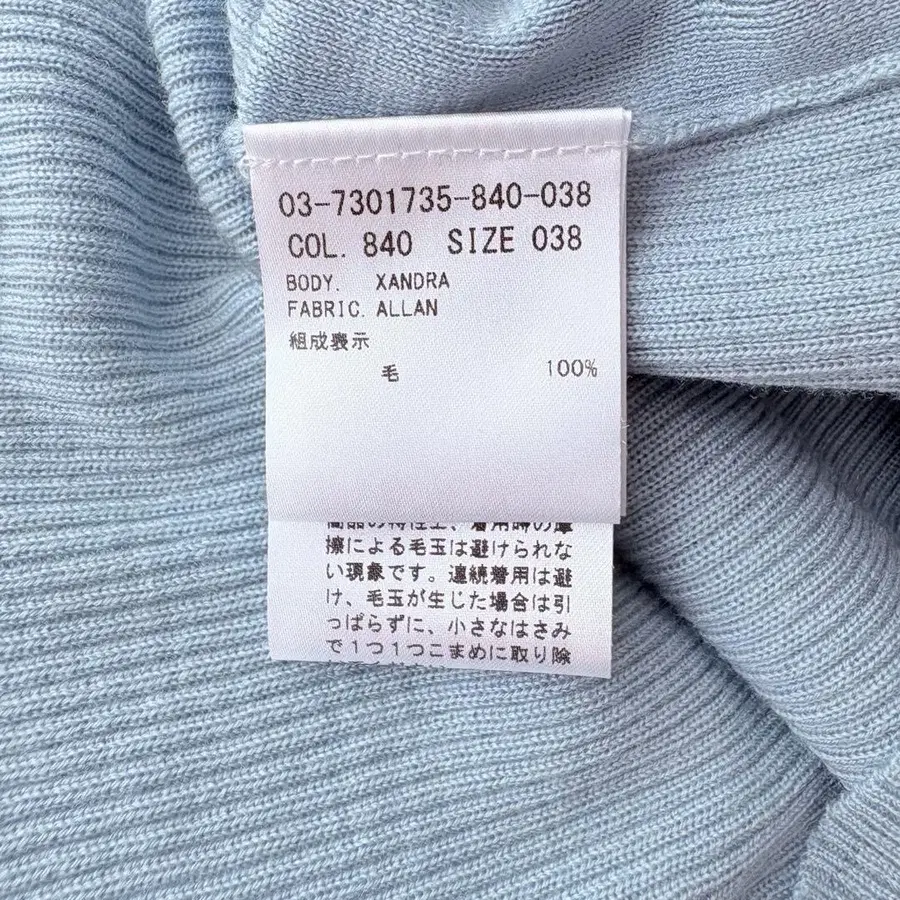 03-7301735-840-038
COL. 840 SIZE 038
BODY. XANDRA
FABRIC. ALLAN
組成表示
毛 100%
擦による毛玉は避けられな
い現象です。連続着用は避
け、毛玉が生じた場合は引
っぱらずに、小さなはさみ
で1つ1つこまめに取り除